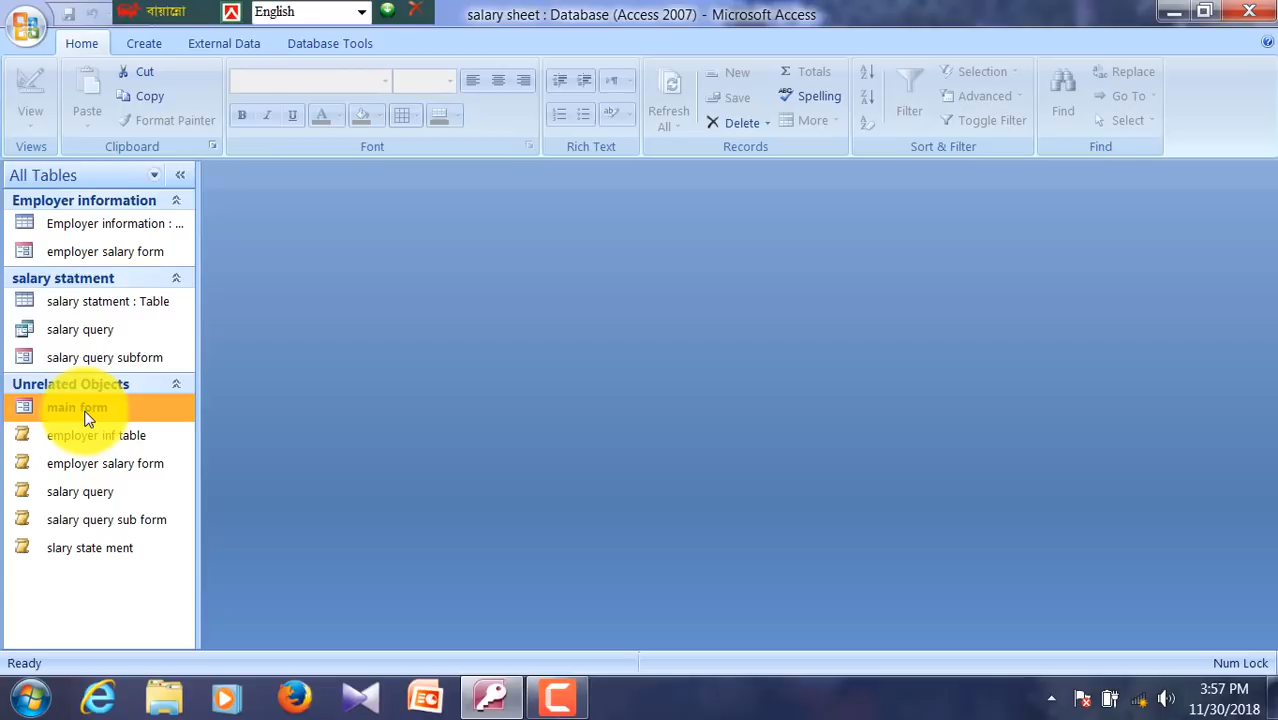 বায়ান্নো
English
salary sheet : Database (Access 2007) - Microsoft Access
Home Create External Data Database Tools
View
Views
Paste
Cut
Copy
Format Painter
Clipboard
B I U A
Font
Rich Text
Refresh All
New
Save
Delete
Totals
Spelling
More
Records
Filter
Selection
Advanced
Toggle Filter
Sort & Filter
Find
Replace
Go To
Select
Find
All Tables
Employer information
Employer information : ...
employer salary form
salary statment
salary statment : Table
salary query
salary query subform
Unrelated Objects
main form
employer inf table
employer salary form
salary query
salary query sub form
slary state ment
Ready
Num Lock
3:57 PM
11/30/2018